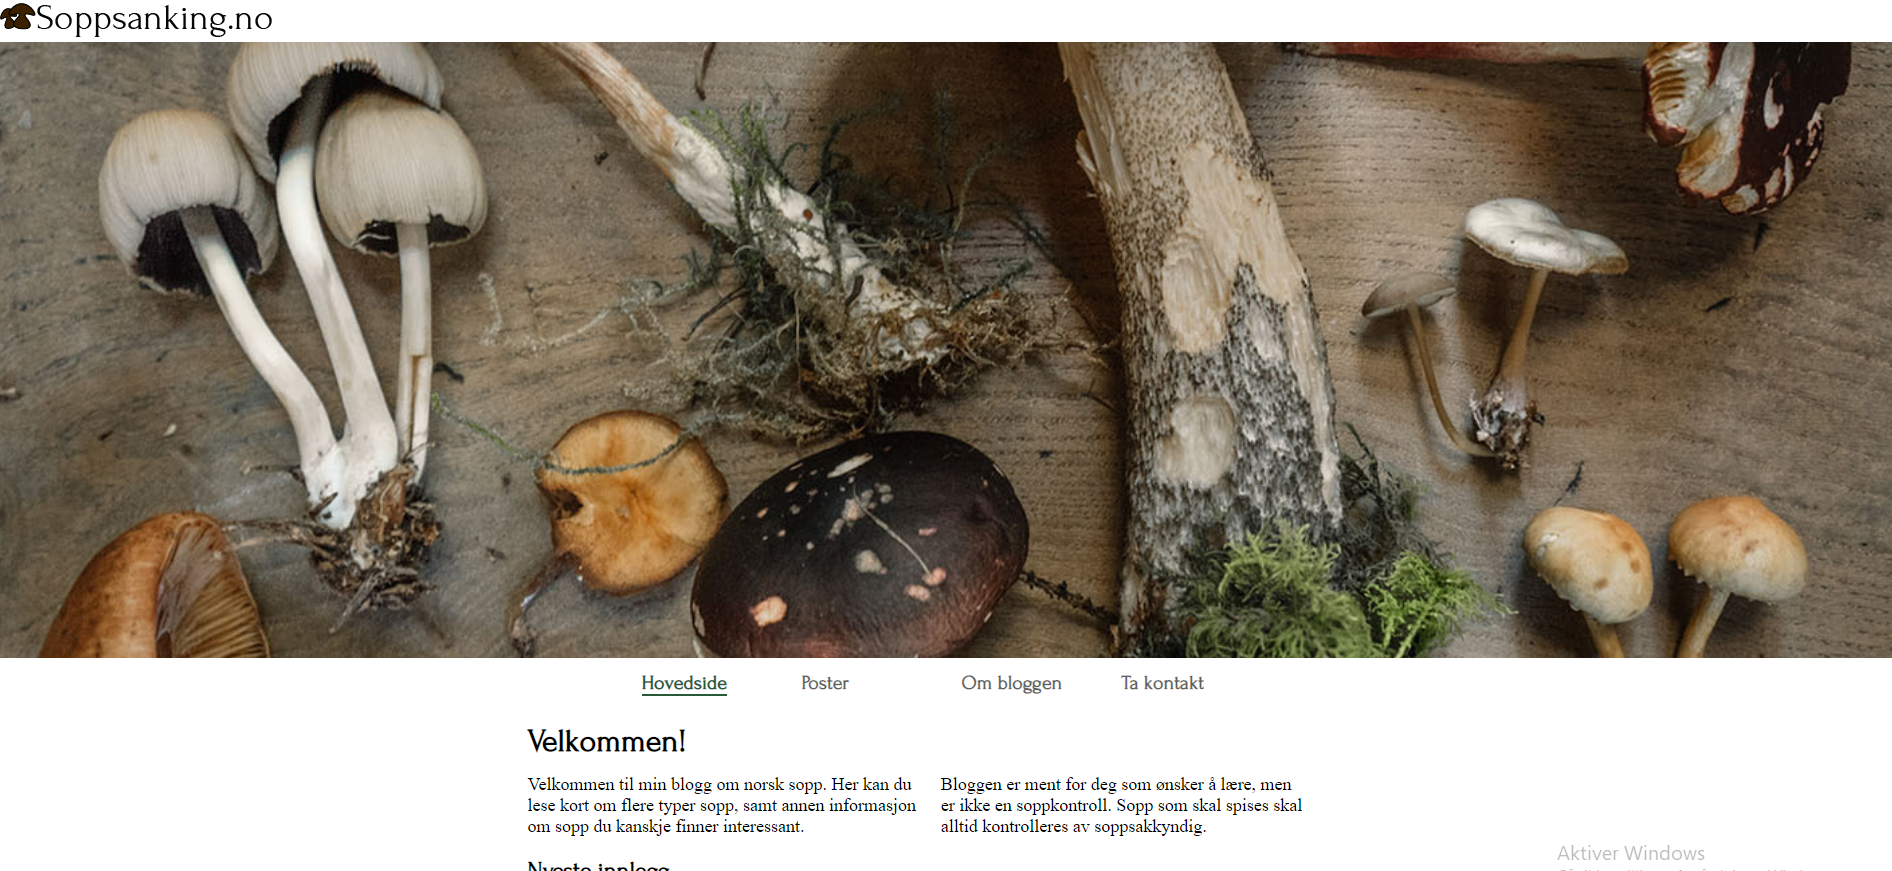 Soppsanking.no
Hovedside Poster Om bloggen Ta kontakt
Velkommen!
Velkommen til min blogg om norsk sopp. Her kan du
lese kort om flere typer sopp, samt annen informasjon
om sopp du kanskje finner interessant.
Bloggen er ment for deg som ønsker å lære, men
er ikke en soppkontroll. Sopp som skal spises skal
alltid kontrolleres av soppsakkyndig.
Nyeste innlegg
Aktiver Windows